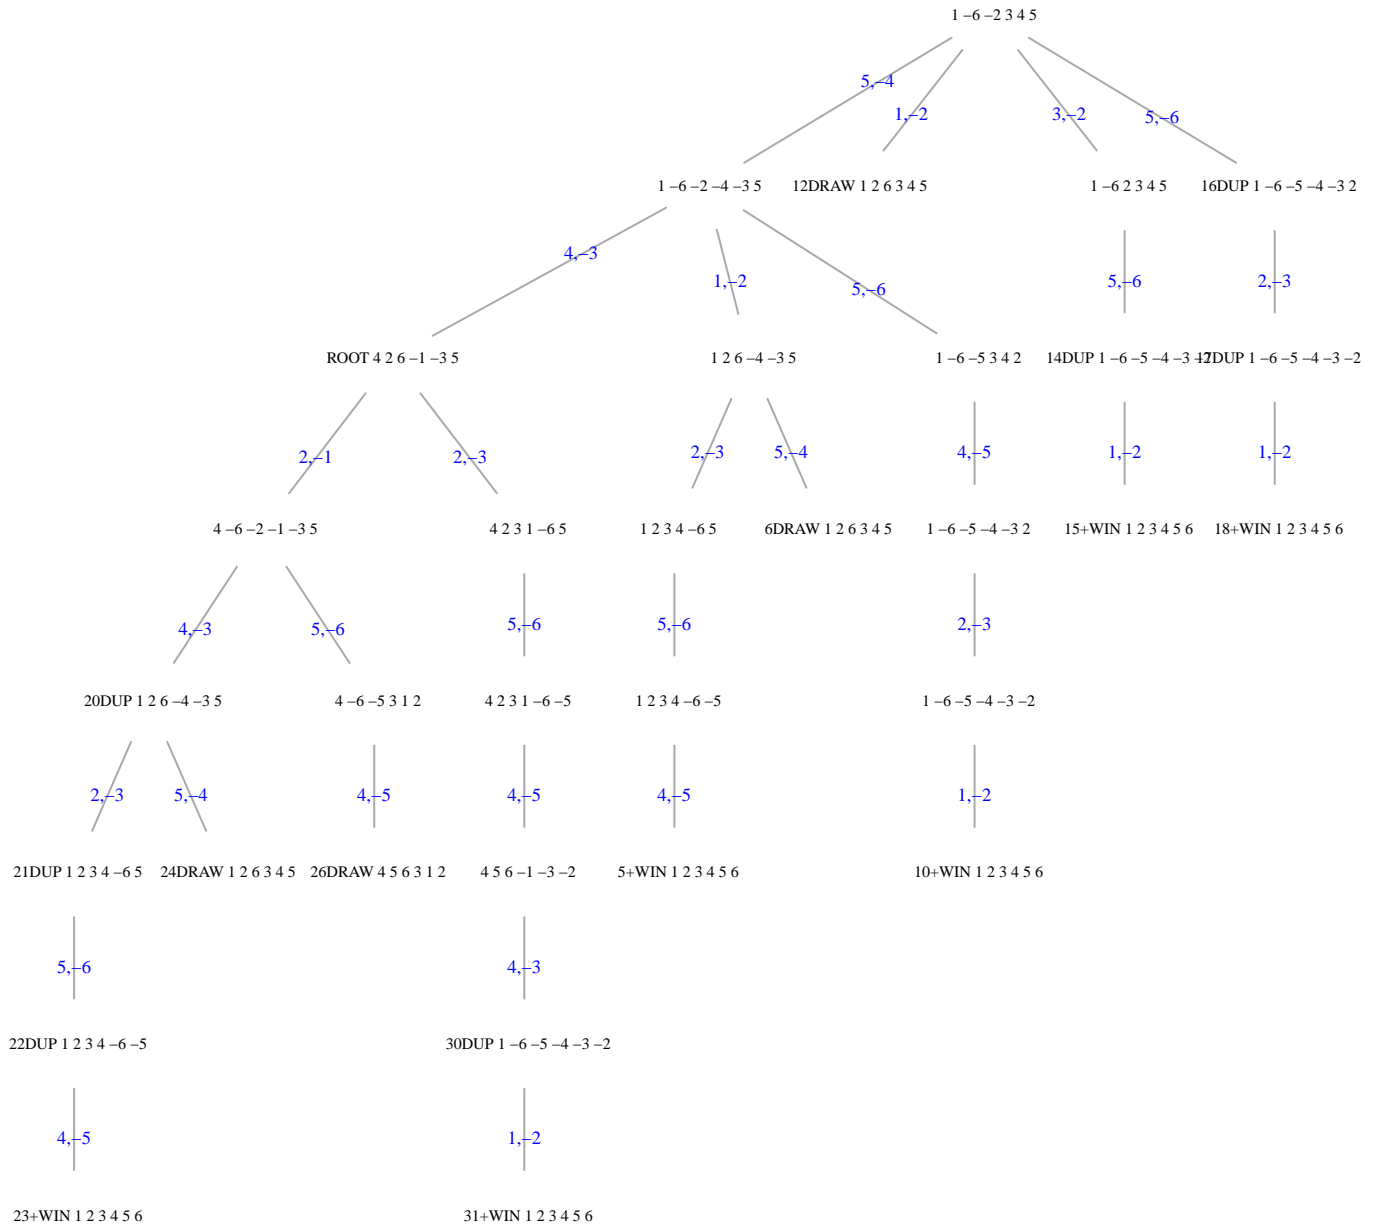 1 –6 –2 3 4 5
5,–4
1,–2
3,–2
5,–6
1 –6 –2 –4 –3 5
12DRAW 1 2 6 3 4 5
1 –6 2 3 4 5
16DUP 1 –6 –5 –4 –3 2
4,–3
1,–2
5,–6
5,–6
2,–3
ROOT 4 2 6 –1 –3 5
1 2 6 –4 –3 5
1 –6 –5 3 4 2
14DUP 1 –6 –5 –4 –3 –2
17DUP 1 –6 –5 –4 –3 –2
2,–1
2,–3
2,–3
5,–4
4,–5
1,–2
1,–2
4 –6 –2 –1 –3 5
4 2 3 1 –6 5
1 2 3 4 –6 5
6DRAW 1 2 6 3 4 5
1 –6 –5 –4 –3 2
15+WIN 1 2 3 4 5 6
18+WIN 1 2 3 4 5 6
4,–3
5,–6
5,–6
5,–6
2,–3
20DUP 1 2 6 –4 –3 5
4 –6 –5 3 1 2
4 2 3 1 –6 –5
1 2 3 4 –6 –5
1 –6 –5 –4 –3 –2
2,–3
5,–4
4,–5
4,–5
4,–5
1,–2
21DUP 1 2 3 4 –6 5
24DRAW 1 2 6 3 4 5
26DRAW 4 5 6 3 1 2
4 5 6 –1 –3 –2
5+WIN 1 2 3 4 5 6
10+WIN 1 2 3 4 5 6
5,–6
4,–3
22DUP 1 2 3 4 –6 –5
30DUP 1 –6 –5 –4 –3 –2
4,–5
1,–2
23+WIN 1 2 3 4 5 6
31+WIN 1 2 3 4 5 6